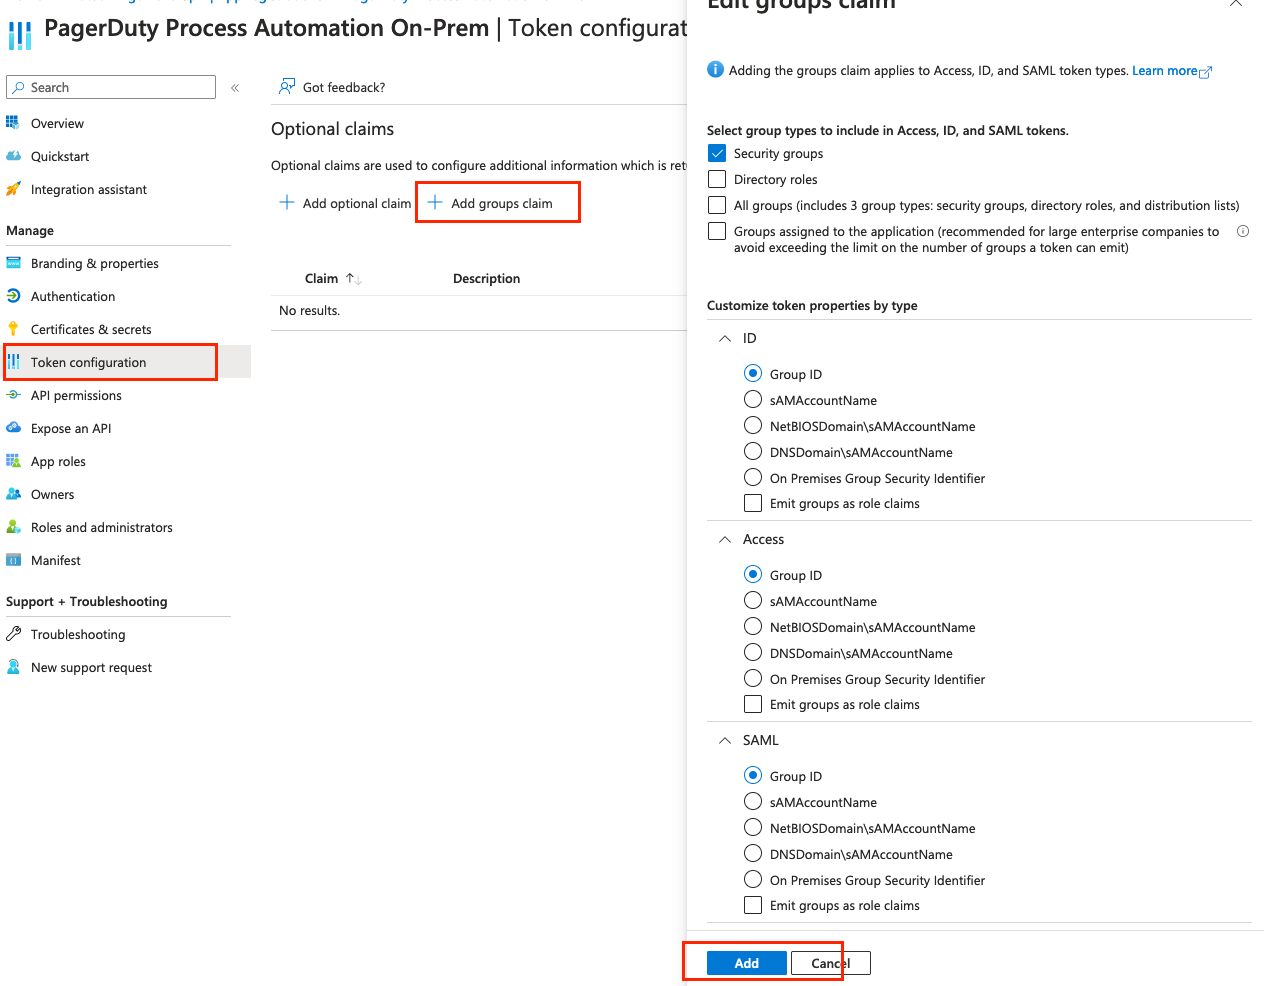 PagerDuty Process Automation On-Prem | Token configurat
Search
«
Overview
Quickstart
Integration assistant
Manage
Branding & properties
Authentication
Certificates & secrets
Token configuration
API permissions
Expose an API
App roles
Owners
Roles and administrators
Manifest
Support + Troubleshooting
Troubleshooting
New support request
Got feedback?
Optional claims
Optional claims are used to configure additional information which is retu
Add optional claim
Add groups claim
Claim
Description
No results.
Edit groups claim
Adding the groups claim applies to Access, ID, and SAML token types. Learn more
Select group types to include in Access, ID, and SAML tokens.
Security groups
Directory roles
All groups (includes 3 group types: security groups, directory roles, and distribution lists)
Groups assigned to the application (recommended for large enterprise companies to
avoid exceeding the limit on the number of groups a token can emit)
Customize token properties by type
ID
Group ID
sAMAccountName
NetBIOSDomain\sAMAccountName
DNSDomain\sAMAccountName
On Premises Group Security Identifier
Emit groups as role claims
Access
Group ID
sAMAccountName
NetBIOSDomain\sAMAccountName
DNSDomain\sAMAccountName
On Premises Group Security Identifier
Emit groups as role claims
SAML
Group ID
sAMAccountName
NetBIOSDomain\sAMAccountName
DNSDomain\sAMAccountName
On Premises Group Security Identifier
Emit groups as role claims
Add
Cancel